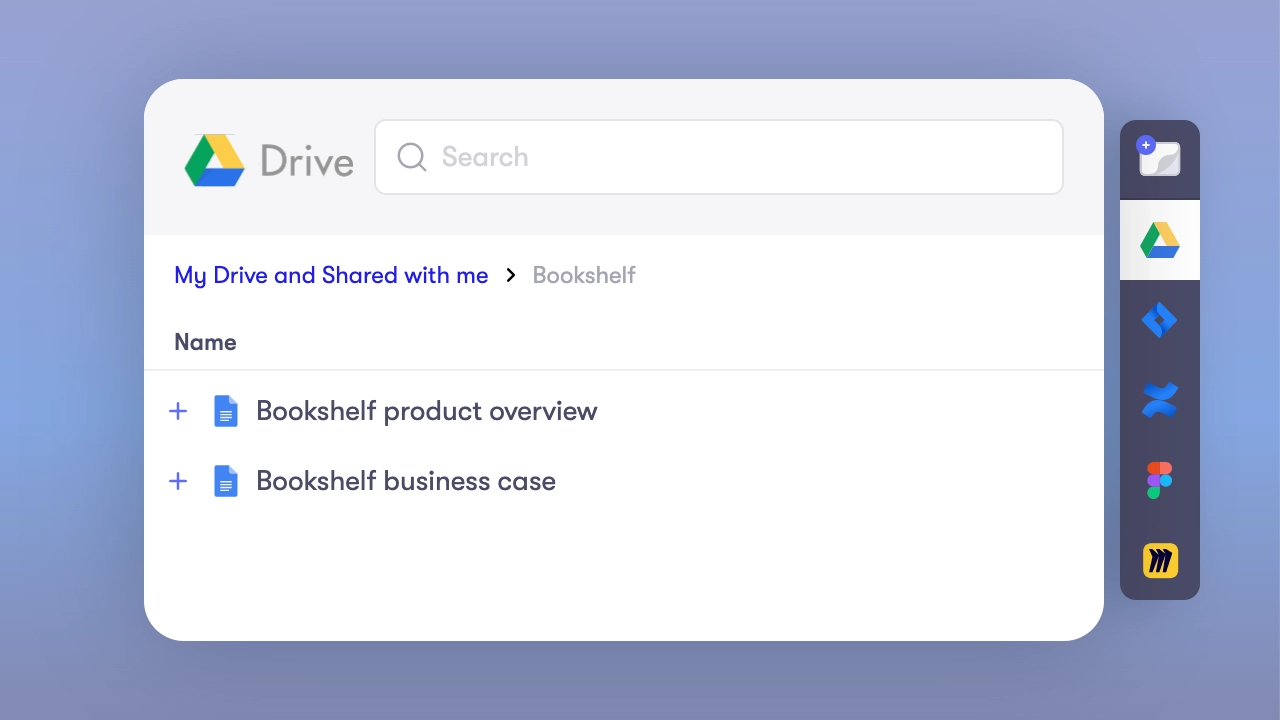 Drive
Search
My Drive and Shared with me > Bookshelf
Name
+ Bookshelf product overview
+ Bookshelf business case